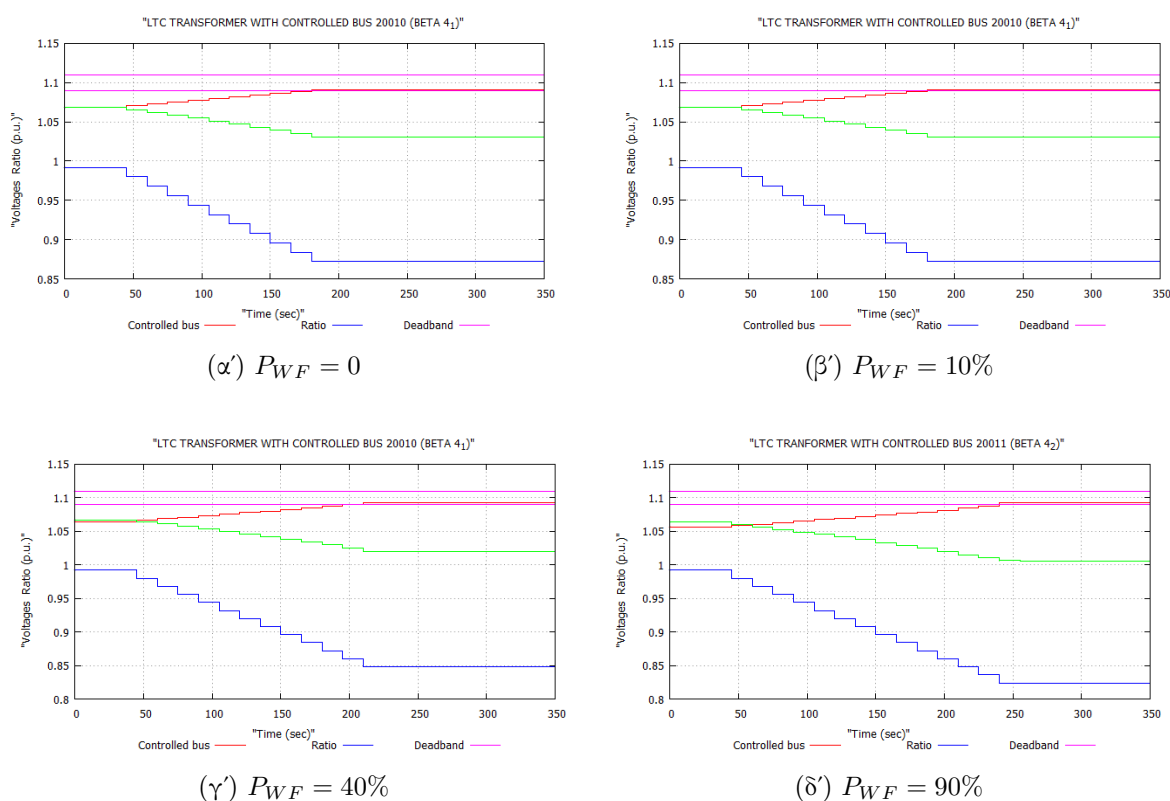 "LTC TRANSFORMER WITH CONTROLLED BUS 20010 (BETA 4₁)"
1.15
1.1
1.05
1
0.95
0.9
0.85
"Voltages Ratio (p.u.)"
0 50 100 150 200 250 300 350
"Time (sec)"
Controlled bus Ratio Deadband
(α′) P_{WF} = 0
"LTC TRANSFORMER WITH CONTROLLED BUS 20010 (BETA 4₁)"
1.15
1.1
1.05
1
0.95
0.9
0.85
"Voltages Ratio (p.u.)"
0 50 100 150 200 250 300 350
"Time (sec)"
Controlled bus Ratio Deadband
(β′) P_{WF} = 10%
"LTC TRANSFORMER WITH CONTROLLED BUS 20010 (BETA 4₁)"
1.15
1.1
1.05
1
0.95
0.9
0.85
0.8
"Voltages Ratio (p.u.)"
0 50 100 150 200 250 300 350
"Time (sec)"
Controlled bus Ratio Deadband
(γ′) P_{WF} = 40%
"LTC TRANFORMER WITH CONTROLLED BUS 20011 (BETA 4₂)"
1.15
1.1
1.05
1
0.95
0.9
0.85
0.8
"Voltages Ratio (p.u.)"
0 50 100 150 200 250 300 350
"Time (sec)"
Controlled bus Ratio Deadband
(δ′) P_{WF} = 90%